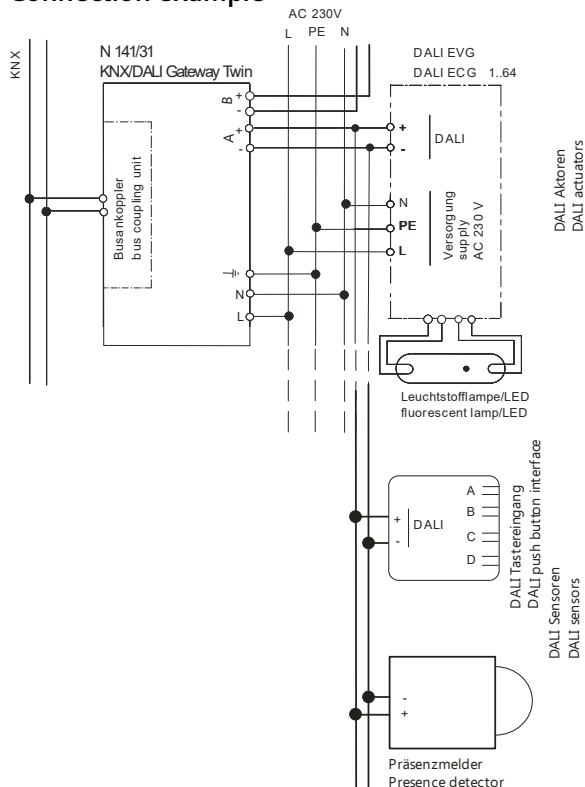 Connection example
AC 230V
L PE N
KNX
N 141/31
KNX/DALI Gateway Twin
B + -
A + -
Busankoppler
bus coupling unit
N
L
DALI EVG
DALI ECG 1..64
+
-
DALI
N
PE
L
Versorgung
supply
AC 230 V
DALI Aktoren
DALI actuators
Leuchtstofflampe/LED
fluorescent lamp/LED
+
-
DALI
A
B
C
D
DALI Tastereingang
DALI push button interface
DALI Sensoren
DALI sensors
-
+
Präsenzmelder
Presence detector